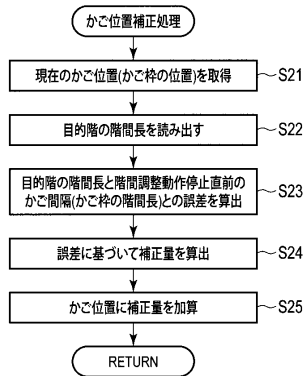 かご位置補正処理
現在のかご位置(かご枠の位置)を取得
S21
目的階の階間長を読み出す
S22
目的階の階間長と階間調整動作停止直前の
かご間隔(かご枠の階間長)との誤差を算出
S23
誤差に基づいて補正量を算出
S24
かご位置に補正量を加算
S25
RETURN